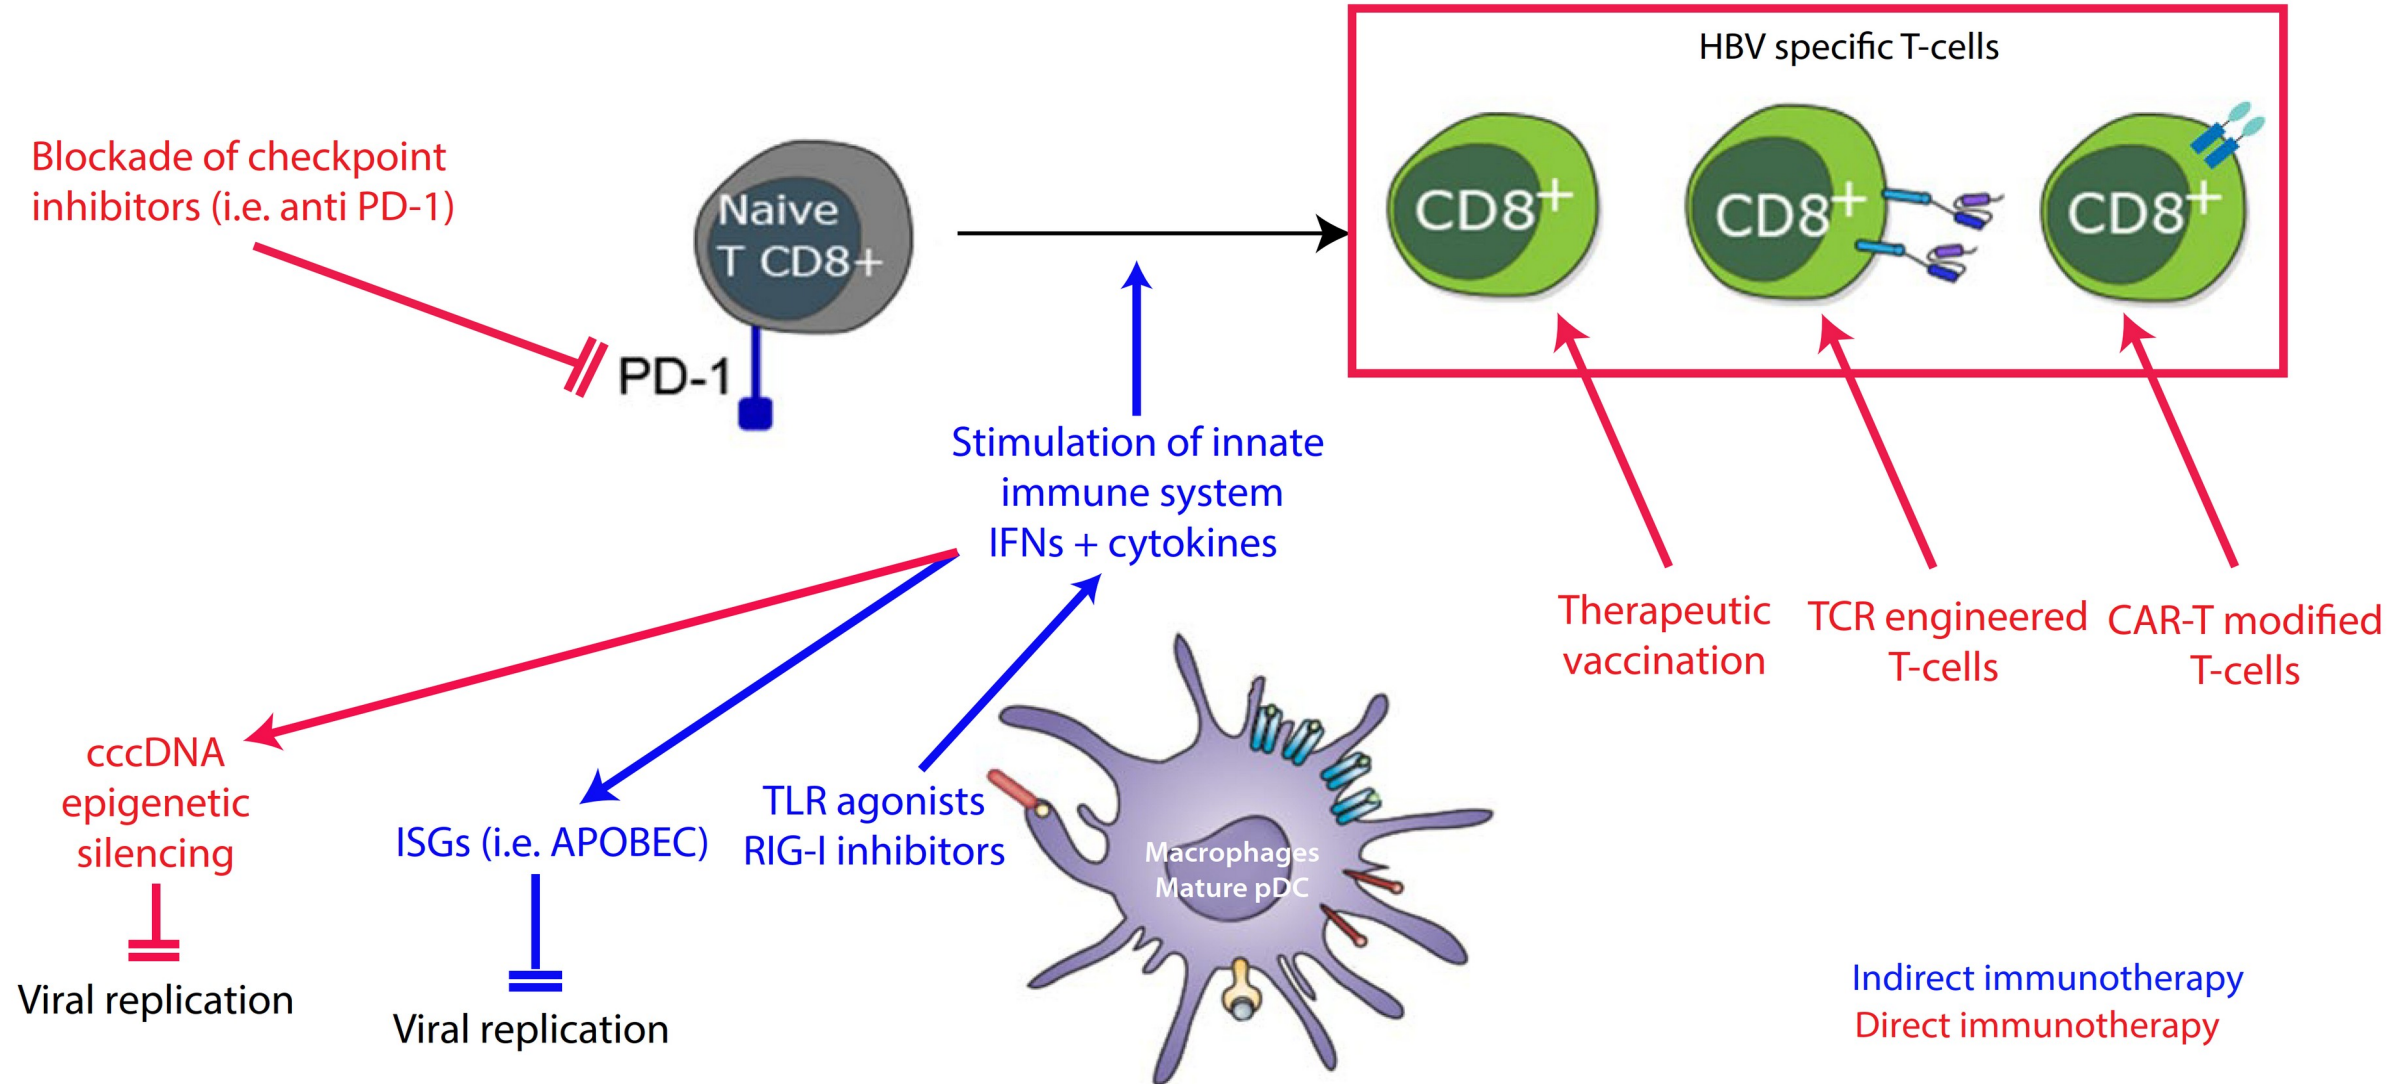 HBV specific T-cells
Blockade of checkpoint
inhibitors (i.e. anti PD-1)
Naive
T CD8+
CD8+
CD8+
CD8+
PD-1
Stimulation of innate
immune system
IFNs + cytokines
Therapeutic
vaccination
TCR engineered
T-cells
CAR-T modified
T-cells
cccDNA
epigenetic
silencing
ISGs (i.e. APOBEC)
TLR agonists
RIG-I inhibitors
Macrophages
Mature pDC
Viral replication
Viral replication
Indirect immunotherapy
Direct immunotherapy